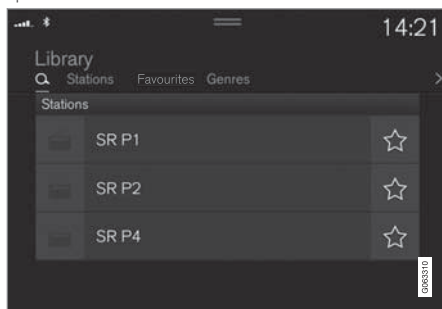 14:21
Library
Stations Favourites Genres
Stations
SR P1
SR P2
SR P4
G063310